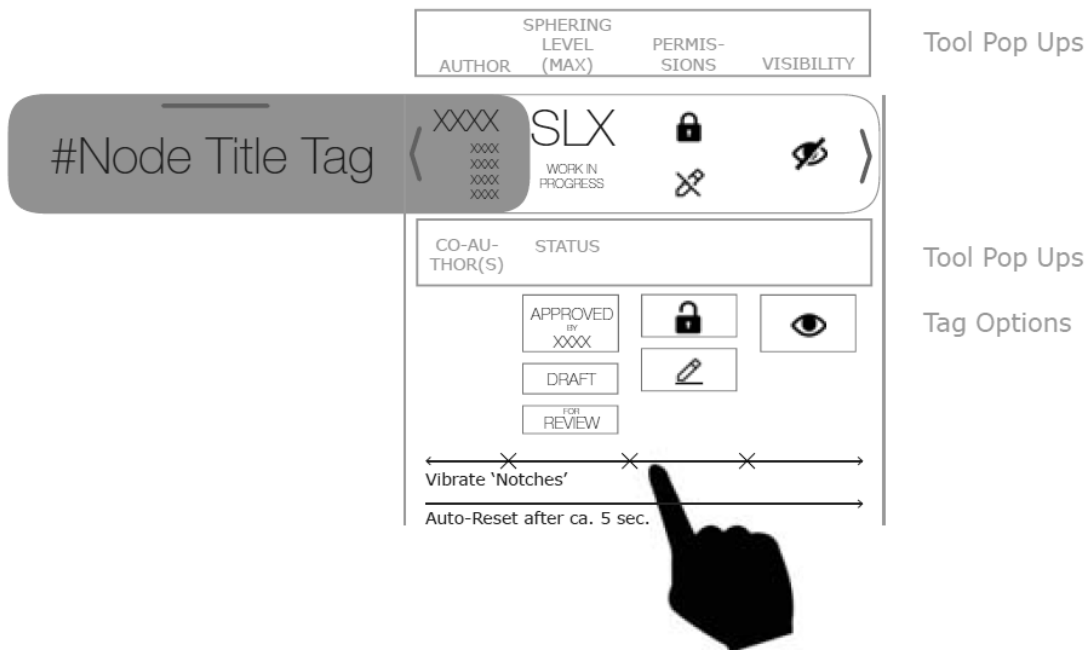 SPHERING
LEVEL
(MAX)
AUTHOR
PERMIS-
SIONS
VISIBILITY
Tool Pop Ups
#Node Title Tag
XXXX
XXXX
XXXX
XXXX
XXXX
SLX
WORK IN
PROGRESS
CO-AU-
THOR(S)
STATUS
Tool Pop Ups
APPROVED
BY
XXXX
DRAFT
FOR
REVIEW
Tag Options
Vibrate ‘Notches’
Auto-Reset after ca. 5 sec.